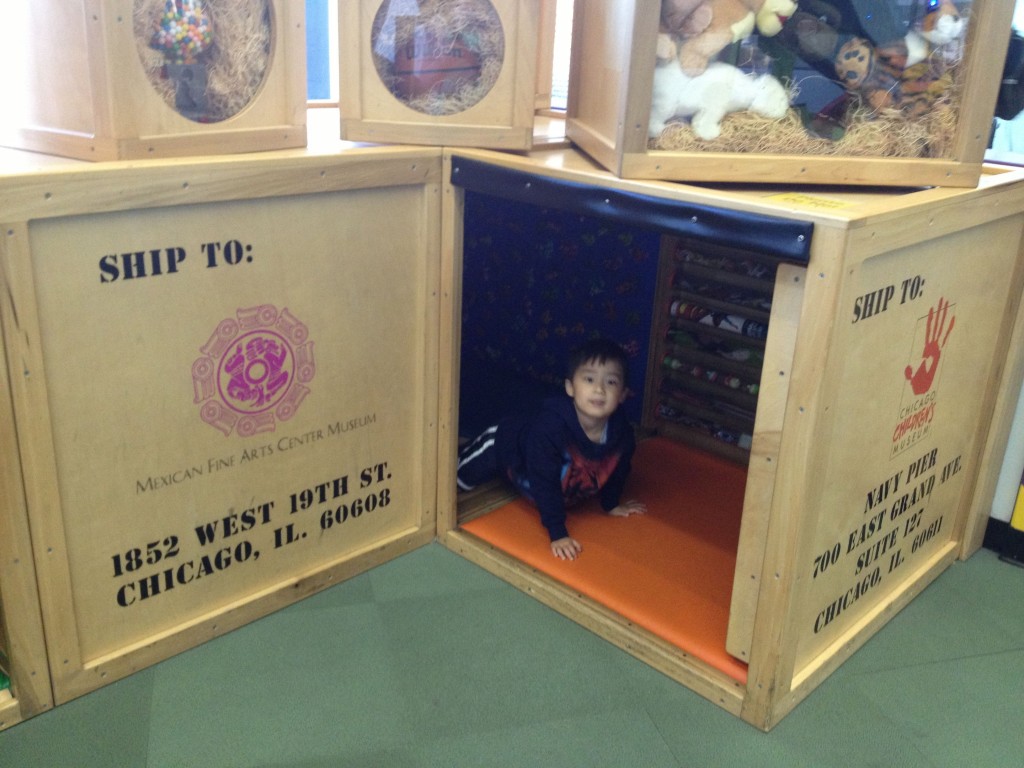 SHIP TO:
MEXICAN FINE ARTS CENTER MUSEUM
1852 WEST 19TH ST.
CHICAGO, IL. 60608
SHIP TO:
CHICAGO
CHILDREN'S
MUSEUM
NAVY PIER
700 EAST GRAND AVE.
SUITE 127
CHICAGO, IL. 60611